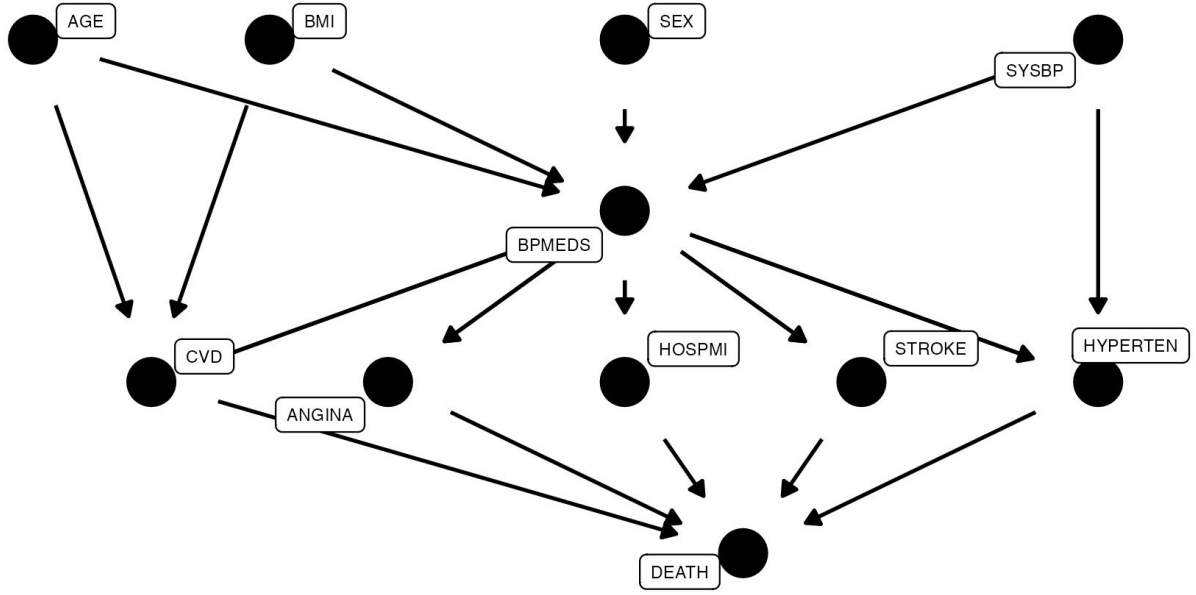 AGE
BMI
SEX
SYSBP
BPMEDS
CVD
HOSPMI
STROKE
HYPERTEN
ANGINA
DEATH